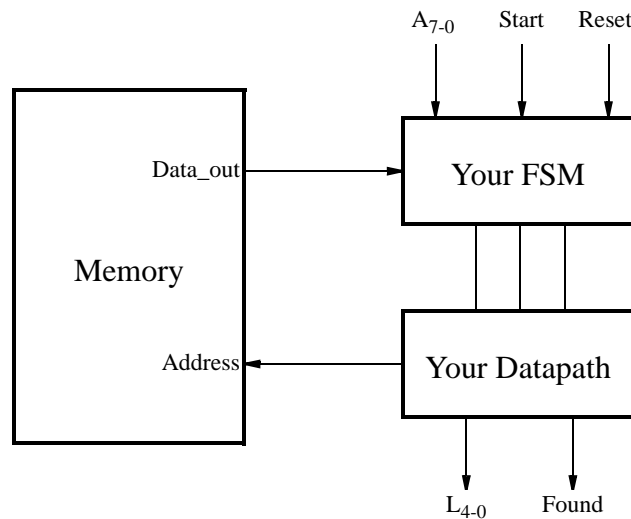 A7-0 Start Reset
Data_out
Your FSM
Memory
Address
Your Datapath
L4-0 Found